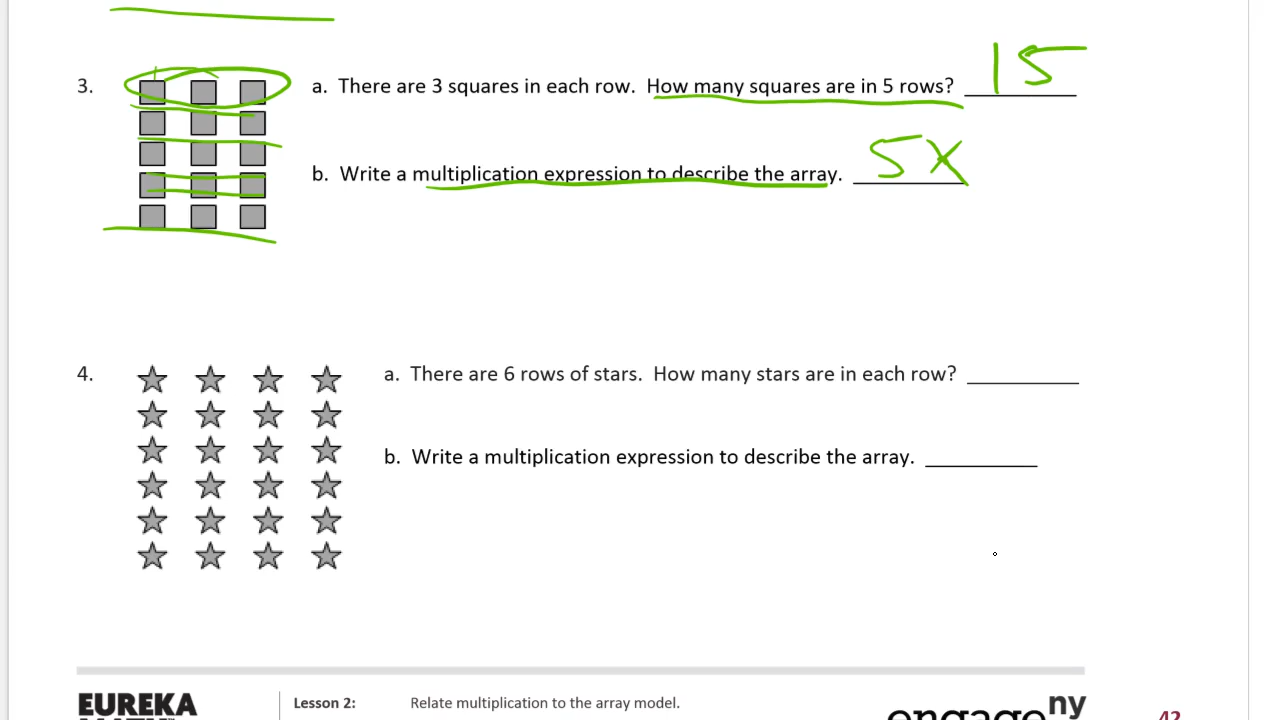 3. a. There are 3 squares in each row. How many squares are in 5 rows? 15
b. Write a multiplication expression to describe the array. 5 x
4. a. There are 6 rows of stars. How many stars are in each row?
b. Write a multiplication expression to describe the array.
EUREKA
Lesson 2: Relate multiplication to the array model.
engage ny
42